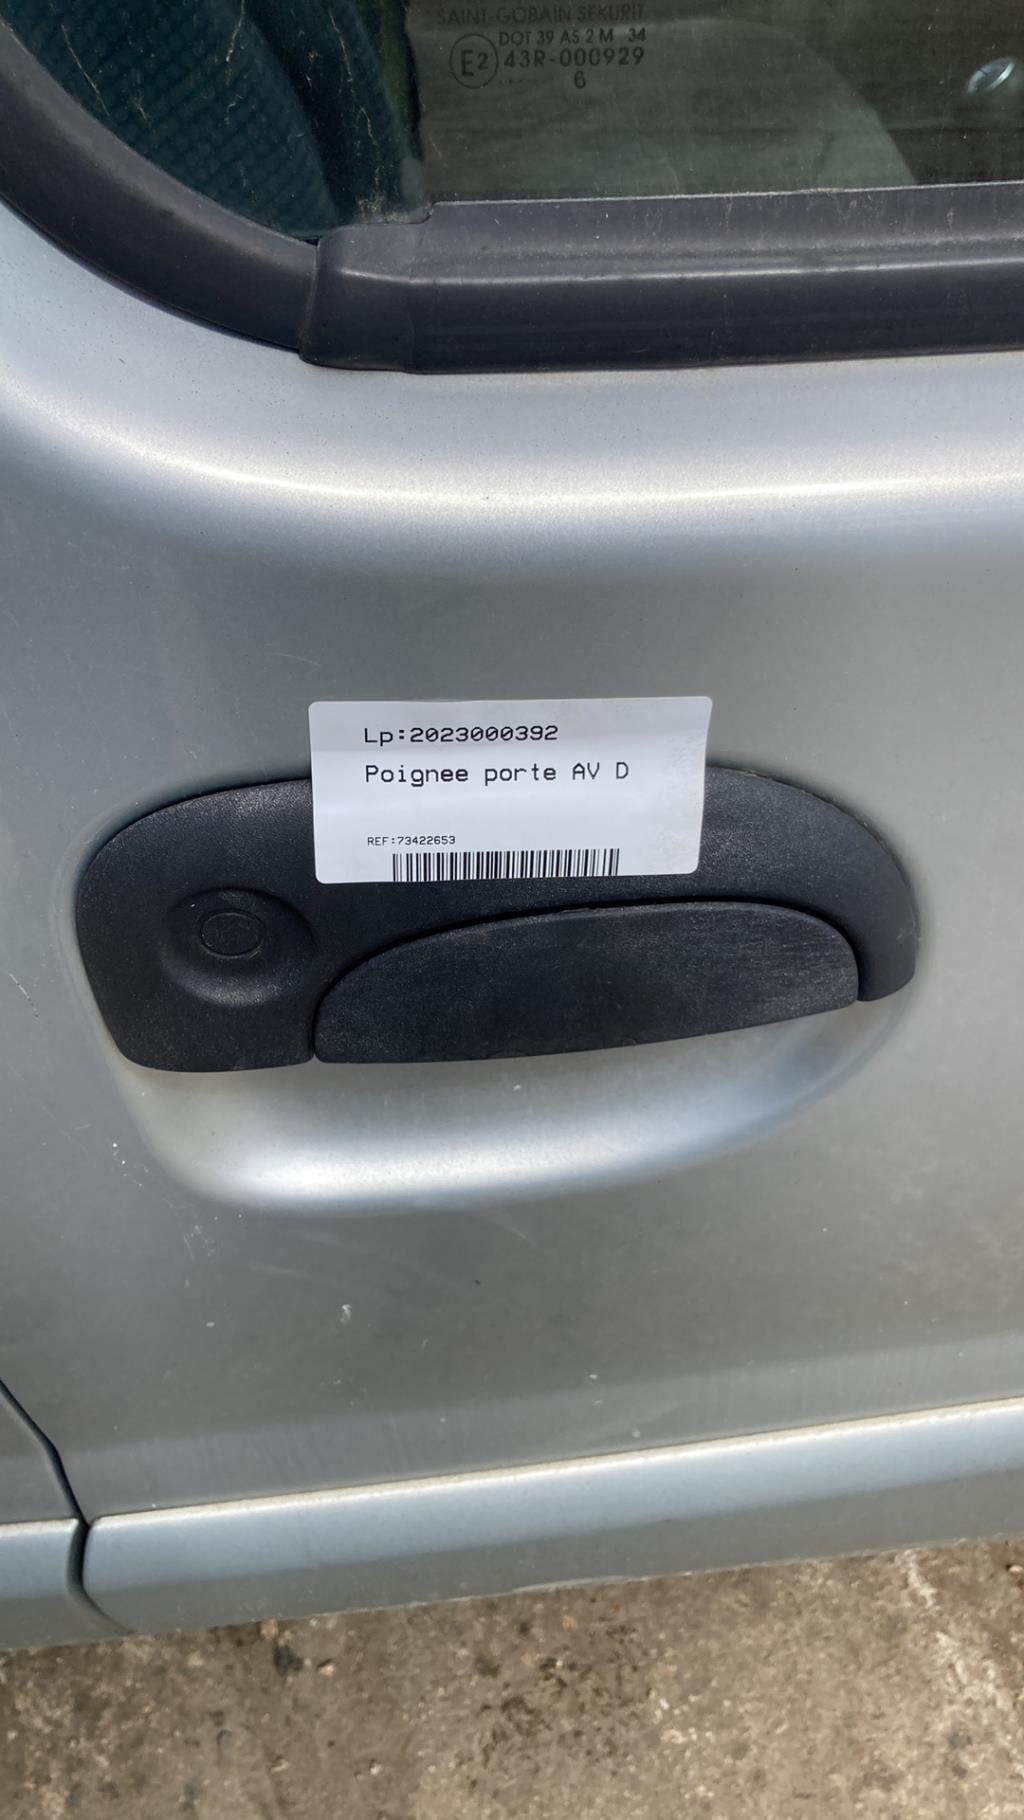 SAINT-GOBAIN SEKURIT
DOT 39 AS 2 M 34
E2 43R-000929
..... 6
Lp:2023000392
Poignee porte AV D
REF:73422653